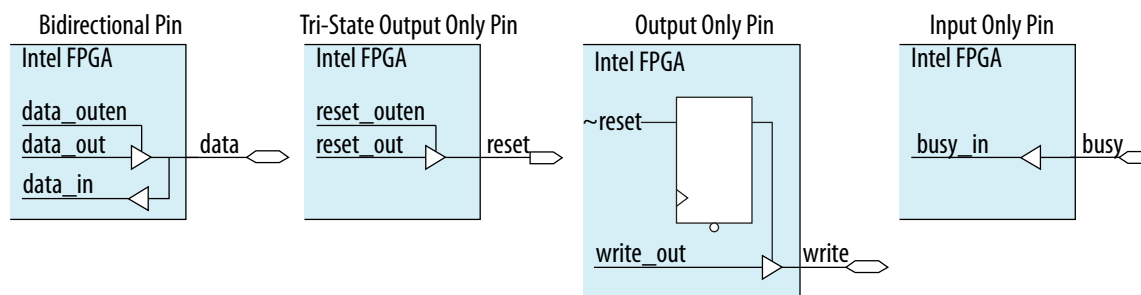 Bidirectional Pin
Intel FPGA
data_outen
data_out
data
data_in
Tri-State Output Only Pin
Intel FPGA
reset_outen
reset_out
reset
Output Only Pin
Intel FPGA
~reset
write_out
write
Input Only Pin
Intel FPGA
busy_in
busy